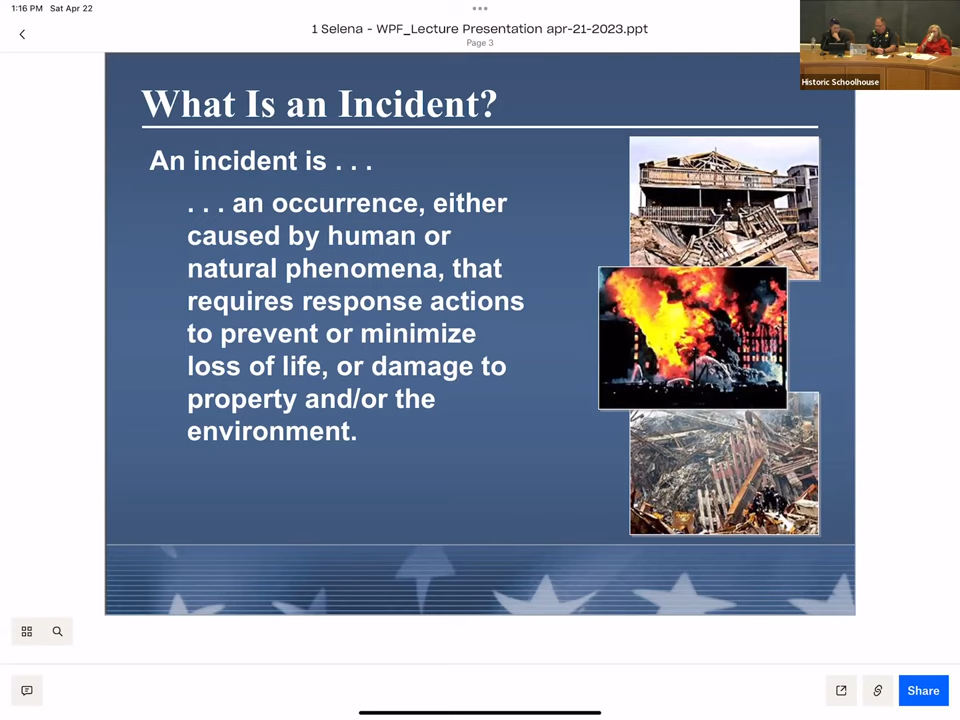 1:16 PM Sat Apr 22
1 Selena - WPF_Lecture Presentation apr-21-2023.ppt
Page 3
Historic Schoolhouse
What Is an Incident?
An incident is . . .
. . . an occurrence, either
caused by human or
natural phenomena, that
requires response actions
to prevent or minimize
loss of life, or damage to
property and/or the
environment.
Share